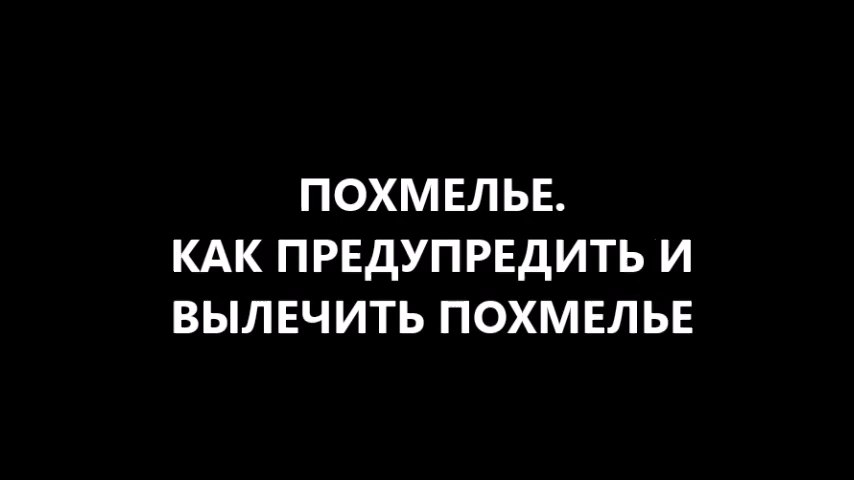 ПОХМЕЛЬЕ.
КАК ПРЕДУПРЕДИТЬ И
ВЫЛЕЧИТЬ ПОХМЕЛЬЕ